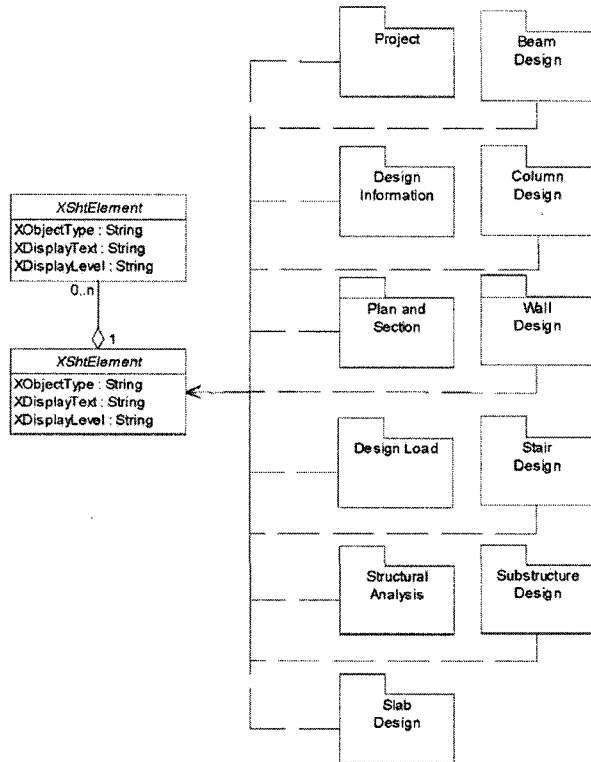 XShtElement
XObjectType : String
XDisplayText : String
XDisplayLevel : String
0..n
1
XShtElement
XObjectType : String
XDisplayText : String
XDisplayLevel : String
Project
Beam
Design
Design
Information
Column
Design
Plan and
Section
Wall
Design
Design Load
Stair
Design
Structural
Analysis
Substructure
Design
Slab
Design